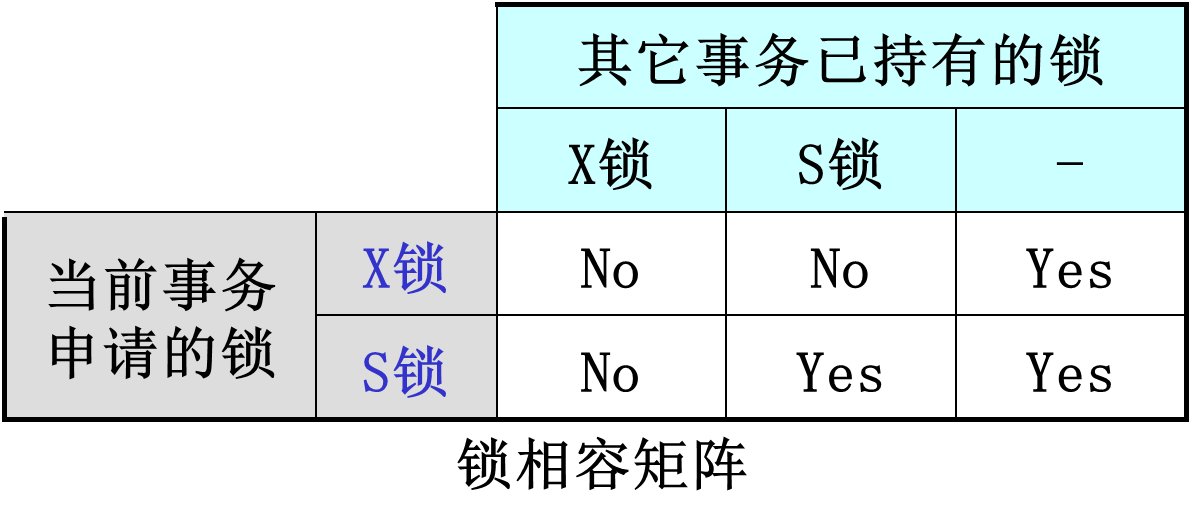 其它事务已持有的锁
X锁 S锁 -
当前事务
申请的锁
X锁 No No Yes
S锁 No Yes Yes
锁相容矩阵